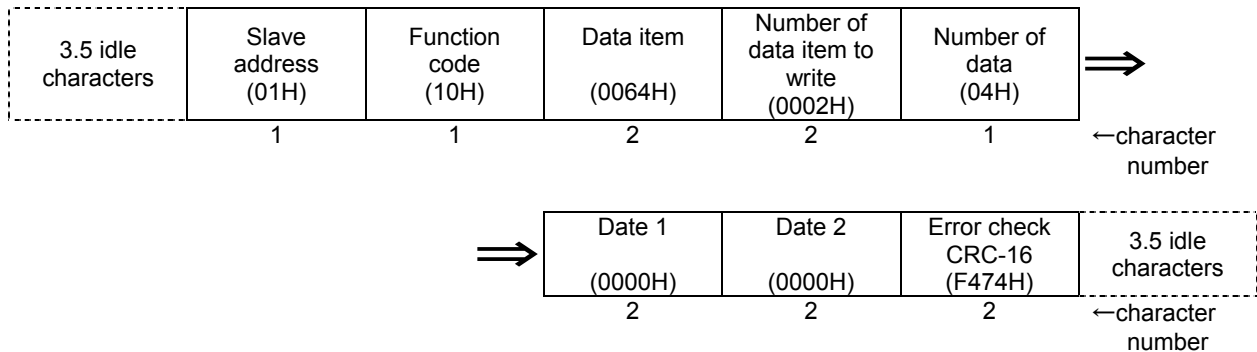 3.5 idle
characters
Slave
address
(01H)
Function
code
(10H)
Data item
(0064H)
Number of
data item to
write
(0002H)
Number of
data
(04H)
⇒
1
1
2
2
1
←character
number
⇒
Date 1
(0000H)
Date 2
(0000H)
Error check
CRC-16
(F474H)
3.5 idle
characters
2
2
2
←character
number